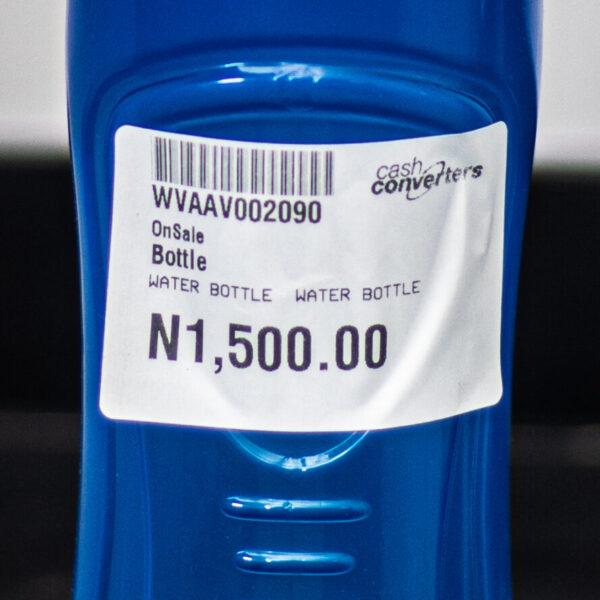 cash
converters
WVAAV002090
OnSale
Bottle
WATER BOTTLE WATER BOTTLE
N1,500.00